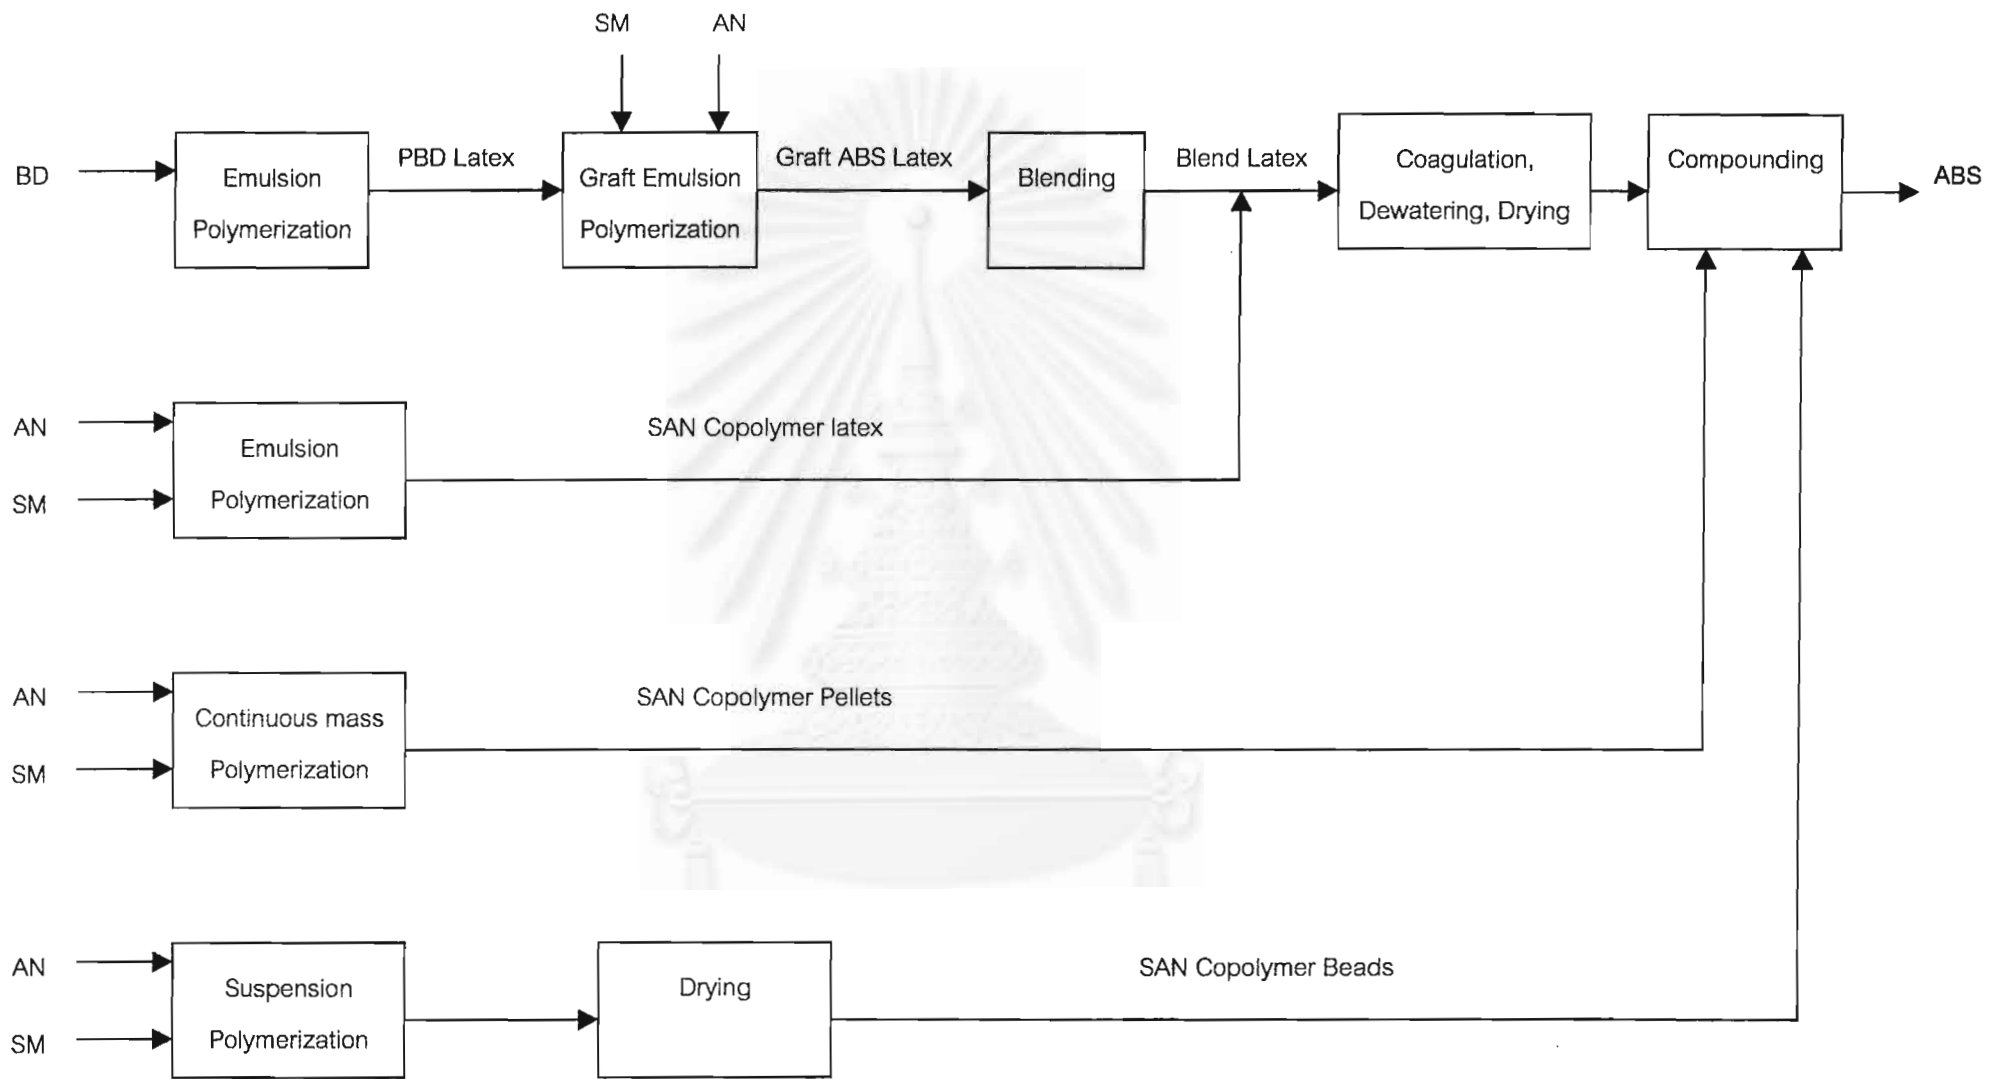 SM
AN
BD
Emulsion
Polymerization
PBD Latex
Graft Emulsion
Polymerization
Graft ABS Latex
Blending
Blend Latex
Coagulation,
Dewatering, Drying
Compounding
ABS
AN
SM
Emulsion
Polymerization
SAN Copolymer latex
AN
SM
Continuous mass
Polymerization
SAN Copolymer Pellets
AN
SM
Suspension
Polymerization
Drying
SAN Copolymer Beads